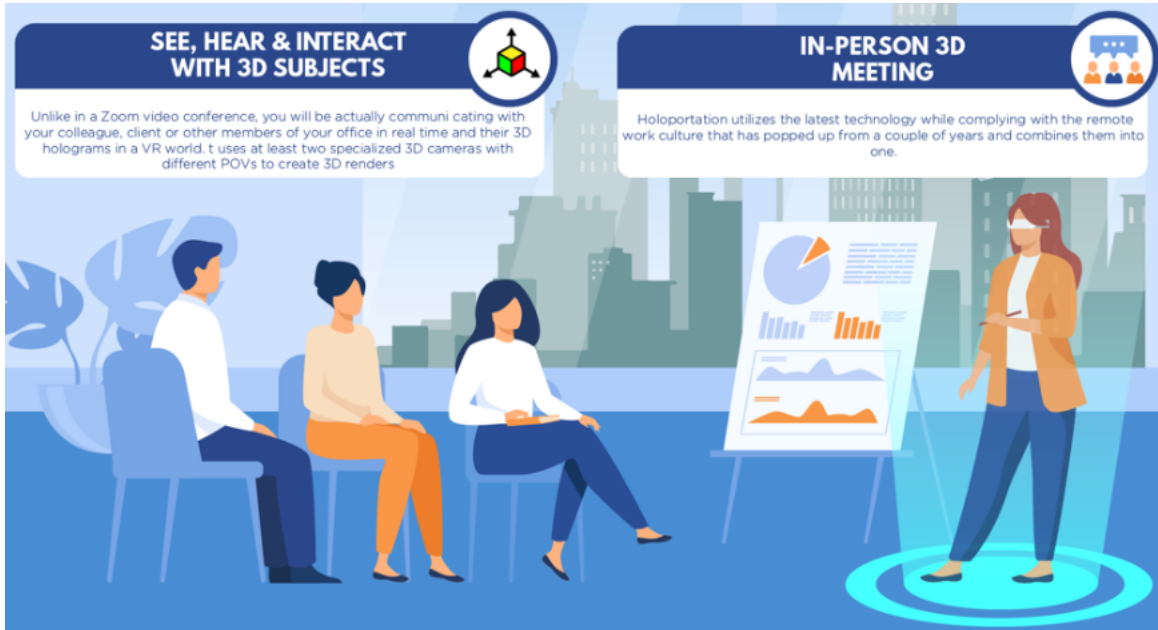 SEE, HEAR & INTERACT
WITH 3D SUBJECTS
Unlike in a Zoom video conference, you will be actually communi cating with
your colleague, client or other members of your office in real time and their 3D
holograms in a VR world. t uses at least two specialized 3D cameras with
different POVs to create 3D renders
IN-PERSON 3D
MEETING
Holoportation utilizes the latest technology while complying with the remote
work culture that has popped up from a couple of years and combines them into
one.